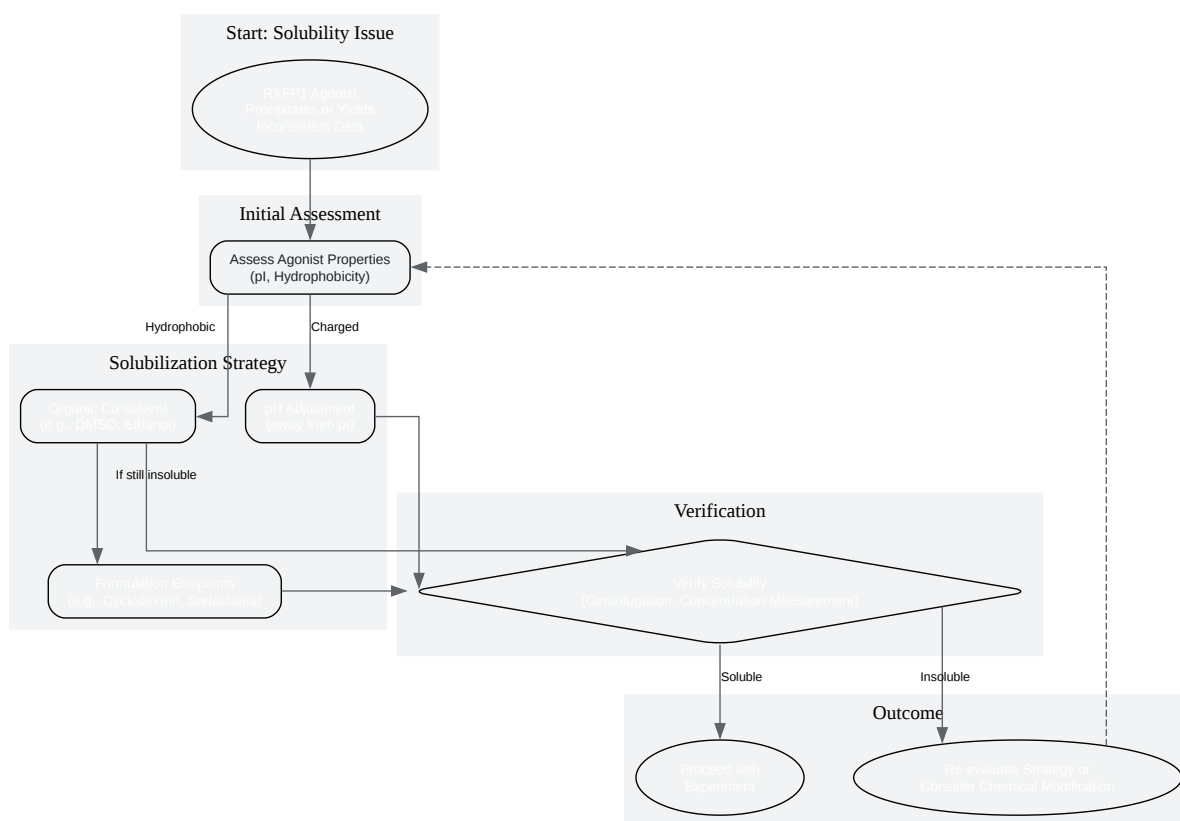 Start: Solubility Issue
RXFP1 Agonist
Precipitates or Yields
Inconsistent Data
Initial Assessment
Assess Agonist Properties
(pI, Hydrophobicity)
Hydrophobic
Charged
Solubilization Strategy
Organic Co-solvent
(e.g., DMSO, Ethanol)
pH Adjustment
(away from pI)
If still insoluble
Formulation Excipients
(e.g., Cyclodextrin, Surfactants)
Verification
Verify Solubility
(Centrifugation, Concentration Measurement)
Soluble
Insoluble
Outcome
Proceed with
Experiment
Re-evaluate Strategy or
Consider Chemical Modification